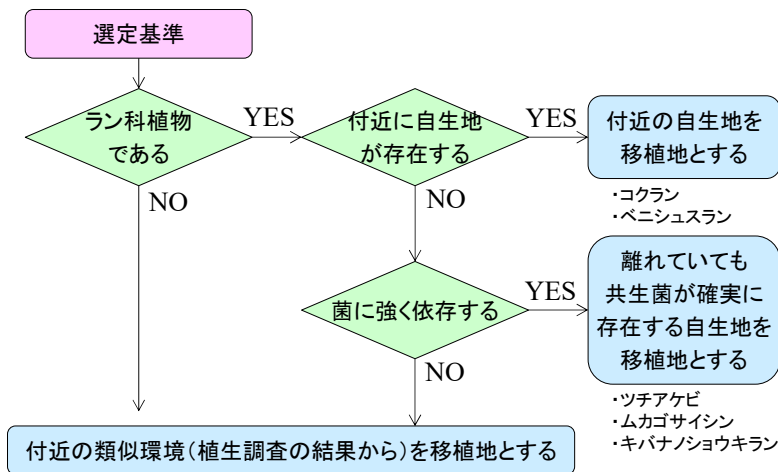 選定基準
ラン科植物
である
YES
付近に自生地
が存在する
YES
付近の自生地を
移植地とする
・コクラン
・ベニシュスラン
NO
NO
菌に強く依存する
YES
離れていても
共生菌が確実に
存在する自生地を
移植地とする
・ツチアケビ
・ムカゴサイシン
・キバナノショウキラン
NO
付近の類似環境(植生調査の結果から)を移植地とする